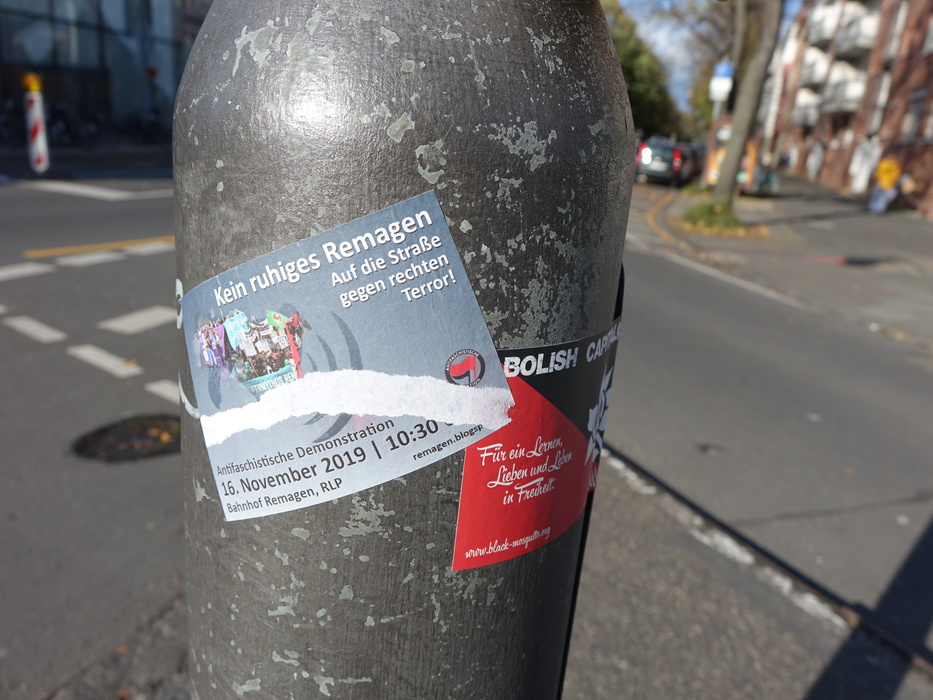 Kein ruhiges Remagen
Auf die Straße
gegen rechten
Terror!
Antifaschistische Demonstration
16. November 2019 | 10:30
Bahnhof Remagen, RLP
remagen.blogsp
BOLISH CAPI
Für ein Lernen,
Lieben und Leben
in Freiheit.
www.black-mosquito.org